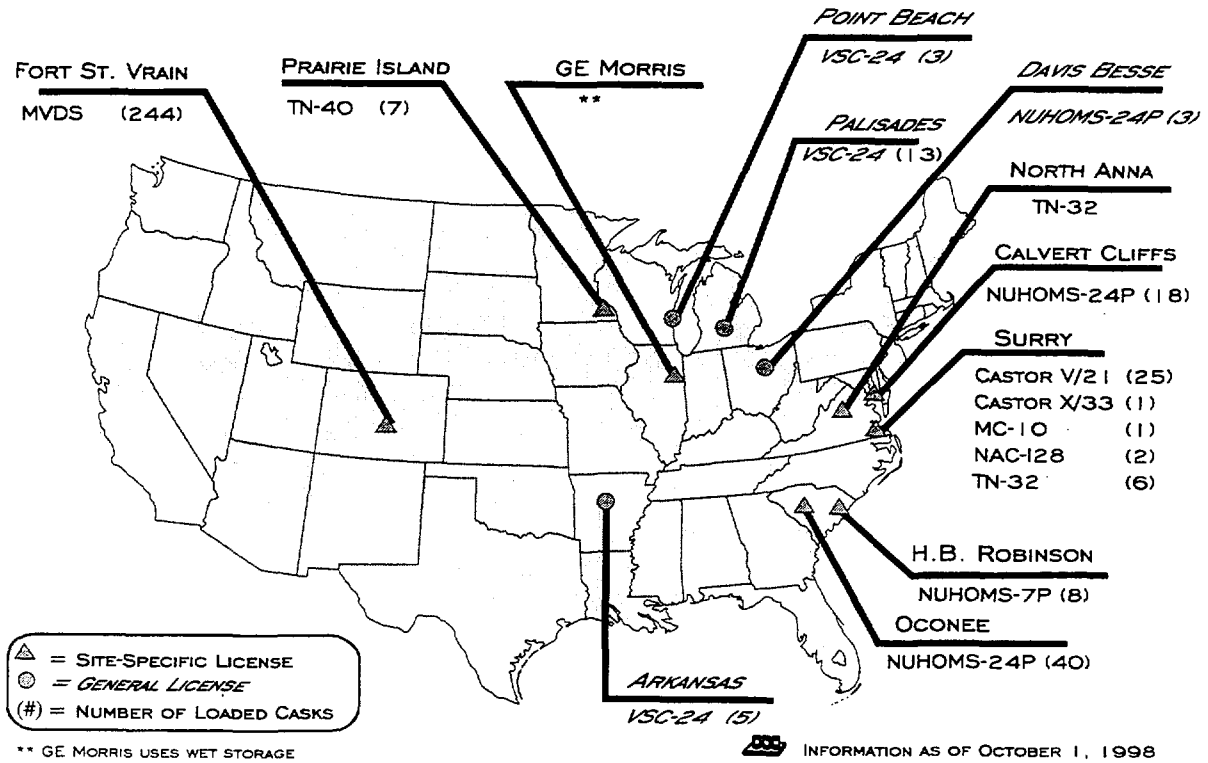 POINT BEACH
VSC-24 (3)
FORT ST. VRAIN
MVDS (244)
PRAIRIE ISLAND
TN-40 (7)
GE MORRIS
**
DAVIS BESSE
NUHOMS-24P (3)
PALISADES
VSC-24 (13)
NORTH ANNA
TN-32
CALVERT CLIFFS
NUHOMS-24P (18)
SURRY
CASTOR V/21 (25)
CASTOR X/33 (1)
MC-10 (1)
NAC-128 (2)
TN-32 (6)
H.B. ROBINSON
NUHOMS-7P (8)
OCONEE
NUHOMS-24P (40)
ARKANSAS
VSC-24 (5)
= SITE-SPECIFIC LICENSE
= GENERAL LICENSE
(#) = NUMBER OF LOADED CASKS
** GE MORRIS USES WET STORAGE
INFORMATION AS OF OCTOBER 1, 1998